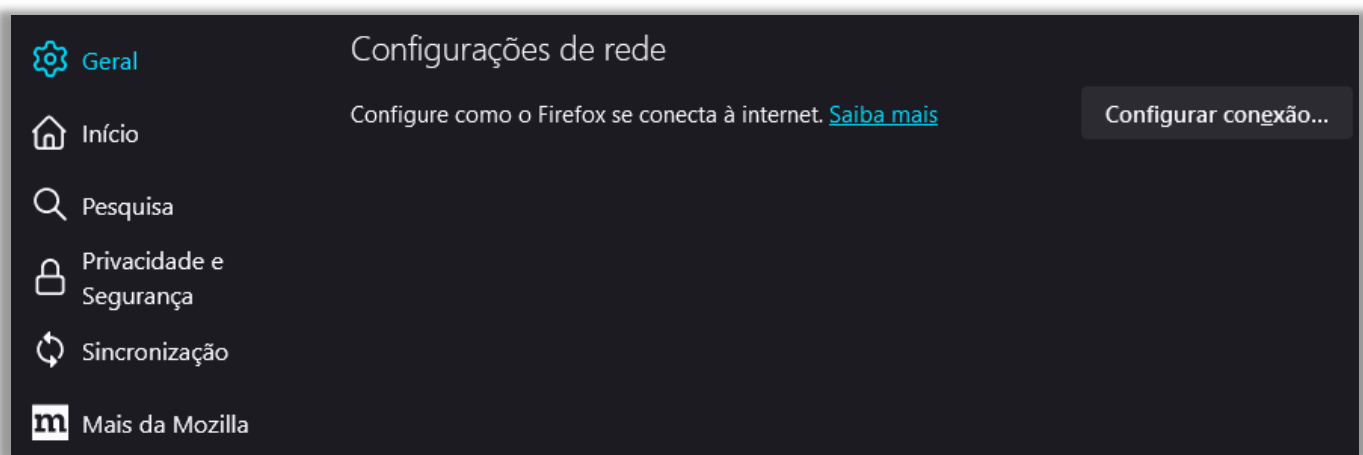 Geral
Início
Pesquisa
Privacidade e
Segurança
Sincronização
m Mais da Mozilla
Configurações de rede
Configure como o Firefox se conecta à internet. Saiba mais
Configurar conexão...